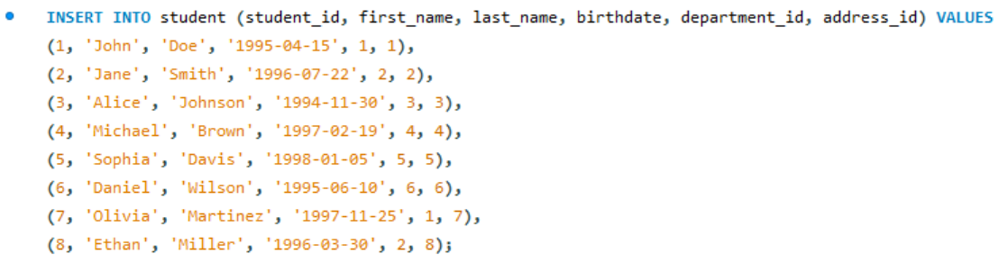 INSERT INTO student (student_id, first_name, last_name, birthdate, department_id, address_id) VALUES
(1, 'John', 'Doe', '1995-04-15', 1, 1),
(2, 'Jane', 'Smith', '1996-07-22', 2, 2),
(3, 'Alice', 'Johnson', '1994-11-30', 3, 3),
(4, 'Michael', 'Brown', '1997-02-19', 4, 4),
(5, 'Sophia', 'Davis', '1998-01-05', 5, 5),
(6, 'Daniel', 'Wilson', '1995-06-10', 6, 6),
(7, 'Olivia', 'Martinez', '1997-11-25', 1, 7),
(8, 'Ethan', 'Miller', '1996-03-30', 2, 8);